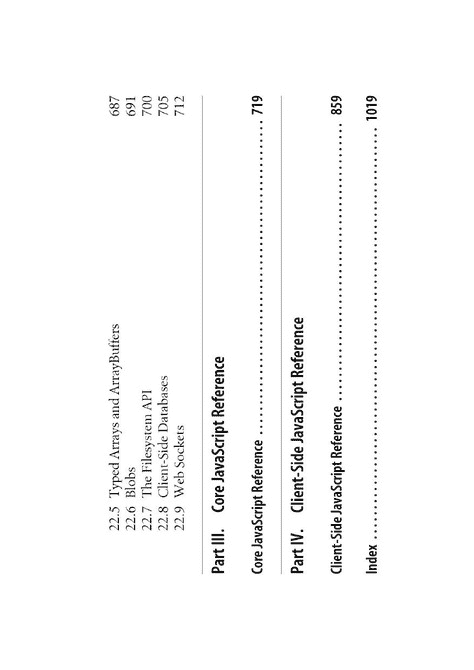 22.5 Typed Arrays and ArrayBuffers 687
22.6 Blobs 691
22.7 The Filesystem API 700
22.8 Client-Side Databases 705
22.9 Web Sockets 712
Part III. Core JavaScript Reference
Core JavaScript Reference . . . . . . . . . . . . . . . . . . . . . . . . . . . . . . . . . . . . . . . . . . . . . . . . . . . 719
Part IV. Client-Side JavaScript Reference
Client-Side JavaScript Reference . . . . . . . . . . . . . . . . . . . . . . . . . . . . . . . . . . . . . . . . . . . . . 859
Index . . . . . . . . . . . . . . . . . . . . . . . . . . . . . . . . . . . . . . . . . . . . . . . . . . . . . . . . . . . . . . . . . . . 1019